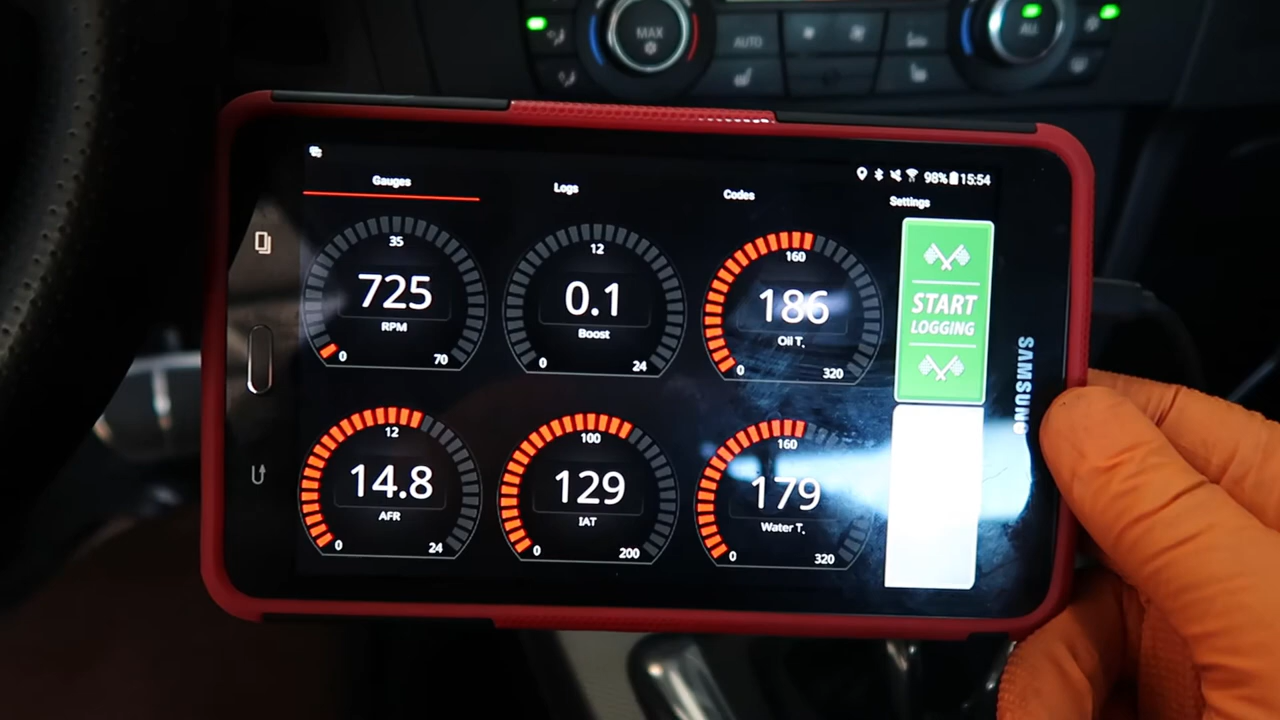 MAX
AUTO
ALL
98% 15:54
Gauges
Logs
Codes
Settings
35
725
RPM
0
70
12
0.1
Boost
0
24
160
186
Oil T.
0
320
START
LOGGING
SAMSUNG
12
14.8
AFR
0
24
100
129
IAT
0
200
160
179
Water T.
0
320